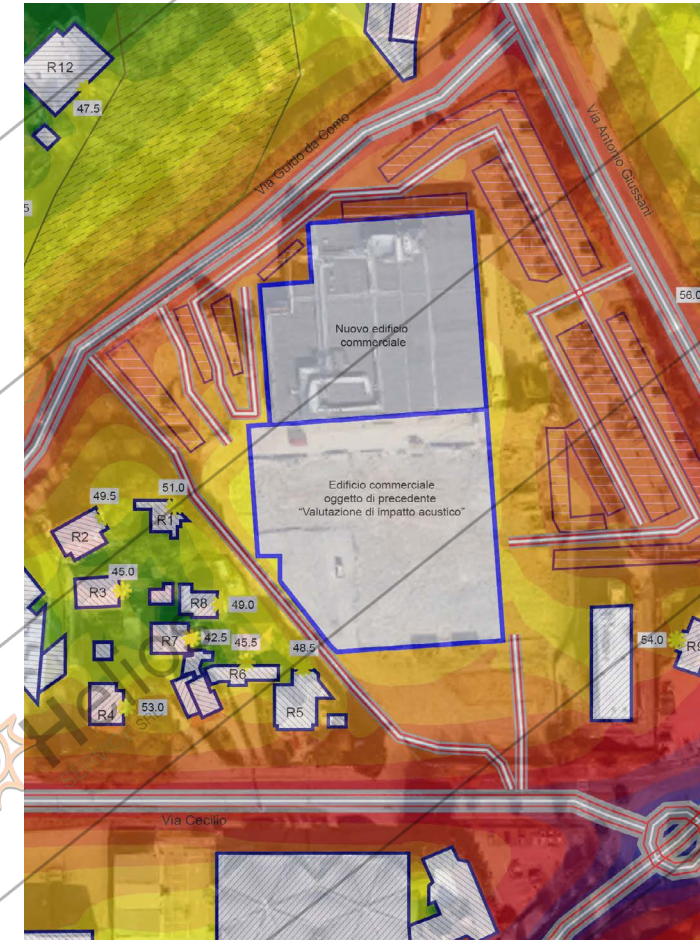 R12
47.5
Via Guido da Como
Via Antonio Giussani
5
56.0
Nuovo edificio
commerciale
Edificio commerciale
oggetto di precedente
"Valutazione di impatto acustico"
51.0
49.5
R1
R2
45.0
R3
R8
49.0
R7
42.5
45.5
48.5
54.0
R6
R4
53.0
R5
Via Cecilio